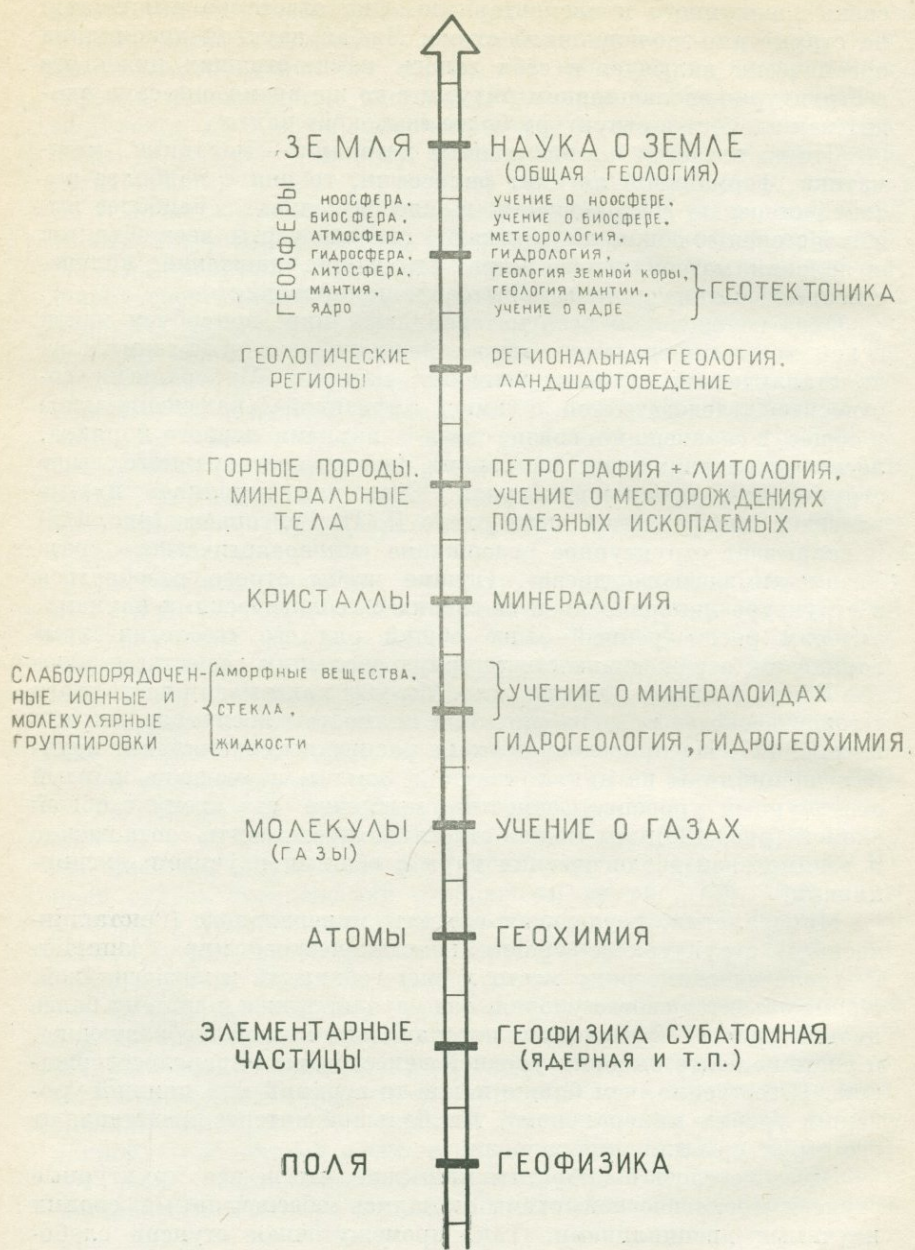 ЗЕМЛЯ
НАУКА О ЗЕМЛЕ
(ОБЩАЯ ГЕОЛОГИЯ)
ГЕОСФЕРЫ
НООСФЕРА,
БИОСФЕРА,
АТМОСФЕРА,
ГИДРОСФЕРА,
ЛИТОСФЕРА,
МАНТИЯ,
ЯДРО
УЧЕНИЕ О НООСФЕРЕ,
УЧЕНИЕ О БИОСФЕРЕ,
МЕТЕОРОЛОГИЯ,
ГИДРОЛОГИЯ,
ГЕОЛОГИЯ ЗЕМНОЙ КОРЫ,
ГЕОЛОГИЯ МАНТИИ,
УЧЕНИЕ О ЯДРЕ
ГЕОТЕКТОНИКА
ГЕОЛОГИЧЕСКИЕ
РЕГИОНЫ
РЕГИОНАЛЬНАЯ ГЕОЛОГИЯ,
ЛАНДШАФТОВЕДЕНИЕ
ГОРНЫЕ ПОРОДЫ,
МИНЕРАЛЬНЫЕ
ТЕЛА
ПЕТРОГРАФИЯ + ЛИТОЛОГИЯ,
УЧЕНИЕ О МЕСТОРОЖДЕНИЯХ
ПОЛЕЗНЫХ ИСКОПАЕМЫХ
КРИСТАЛЛЫ
МИНЕРАЛОГИЯ
СЛАБОУПОРЯДОЧЕН-
НЫЕ ИОННЫЕ И
МОЛЕКУЛЯРНЫЕ
ГРУППИРОВКИ
АМОРФНЫЕ ВЕЩЕСТВА,
СТЕКЛА,
ЖИДКОСТИ
УЧЕНИЕ О МИНЕРАЛОИДАХ
ГИДРОГЕОЛОГИЯ, ГИДРОГЕОХИМИЯ,
МОЛЕКУЛЫ
(ГАЗЫ)
УЧЕНИЕ О ГАЗАХ
АТОМЫ
ГЕОХИМИЯ
ЭЛЕМЕНТАРНЫЕ
ЧАСТИЦЫ
ГЕОФИЗИКА СУБАТОМНАЯ
(ЯДЕРНАЯ И Т.П.)
ПОЛЯ
ГЕОФИЗИКА